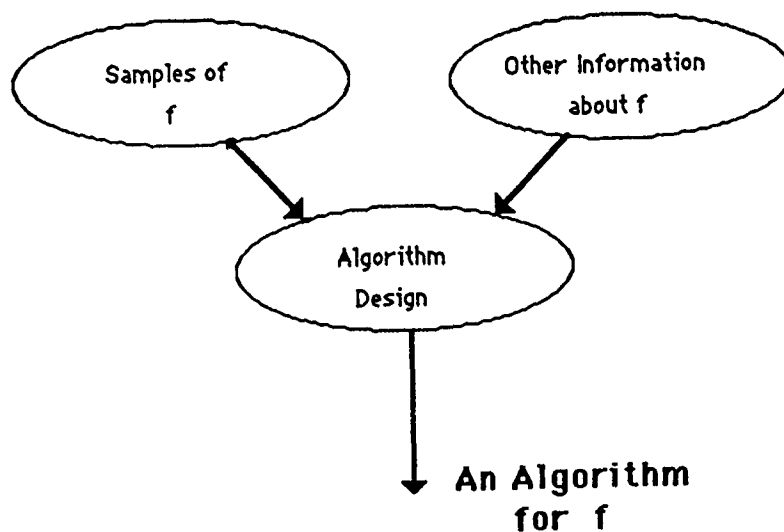 Samples of
f
Other Information
about f
Algorithm
Design
An Algorithm
for f